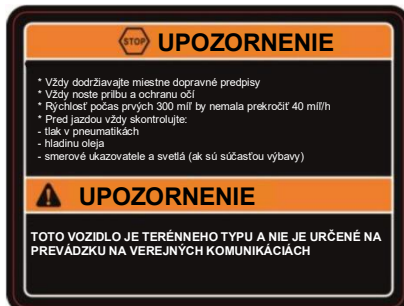 STOP UPOZORNENIE
* Vždy dodržiavajte miestne dopravné predpisy
* Vždy noste prilbu a ochranu očí
* Rýchlosť počas prvých 300 míľ by nemala prekročiť 40 míľ/h
* Pred jazdou vždy skontrolujte:
- tlak v pneumatikách
- hladinu oleja
- smerové ukazovatele a svetlá (ak sú súčasťou výbavy)
UPOZORNENIE
TOTO VOZIDLO JE TERÉNNEHO TYPU A NIE JE URČENÉ NA
PREVÁDZKU NA VEREJNÝCH KOMUNIKÁCIÁCH